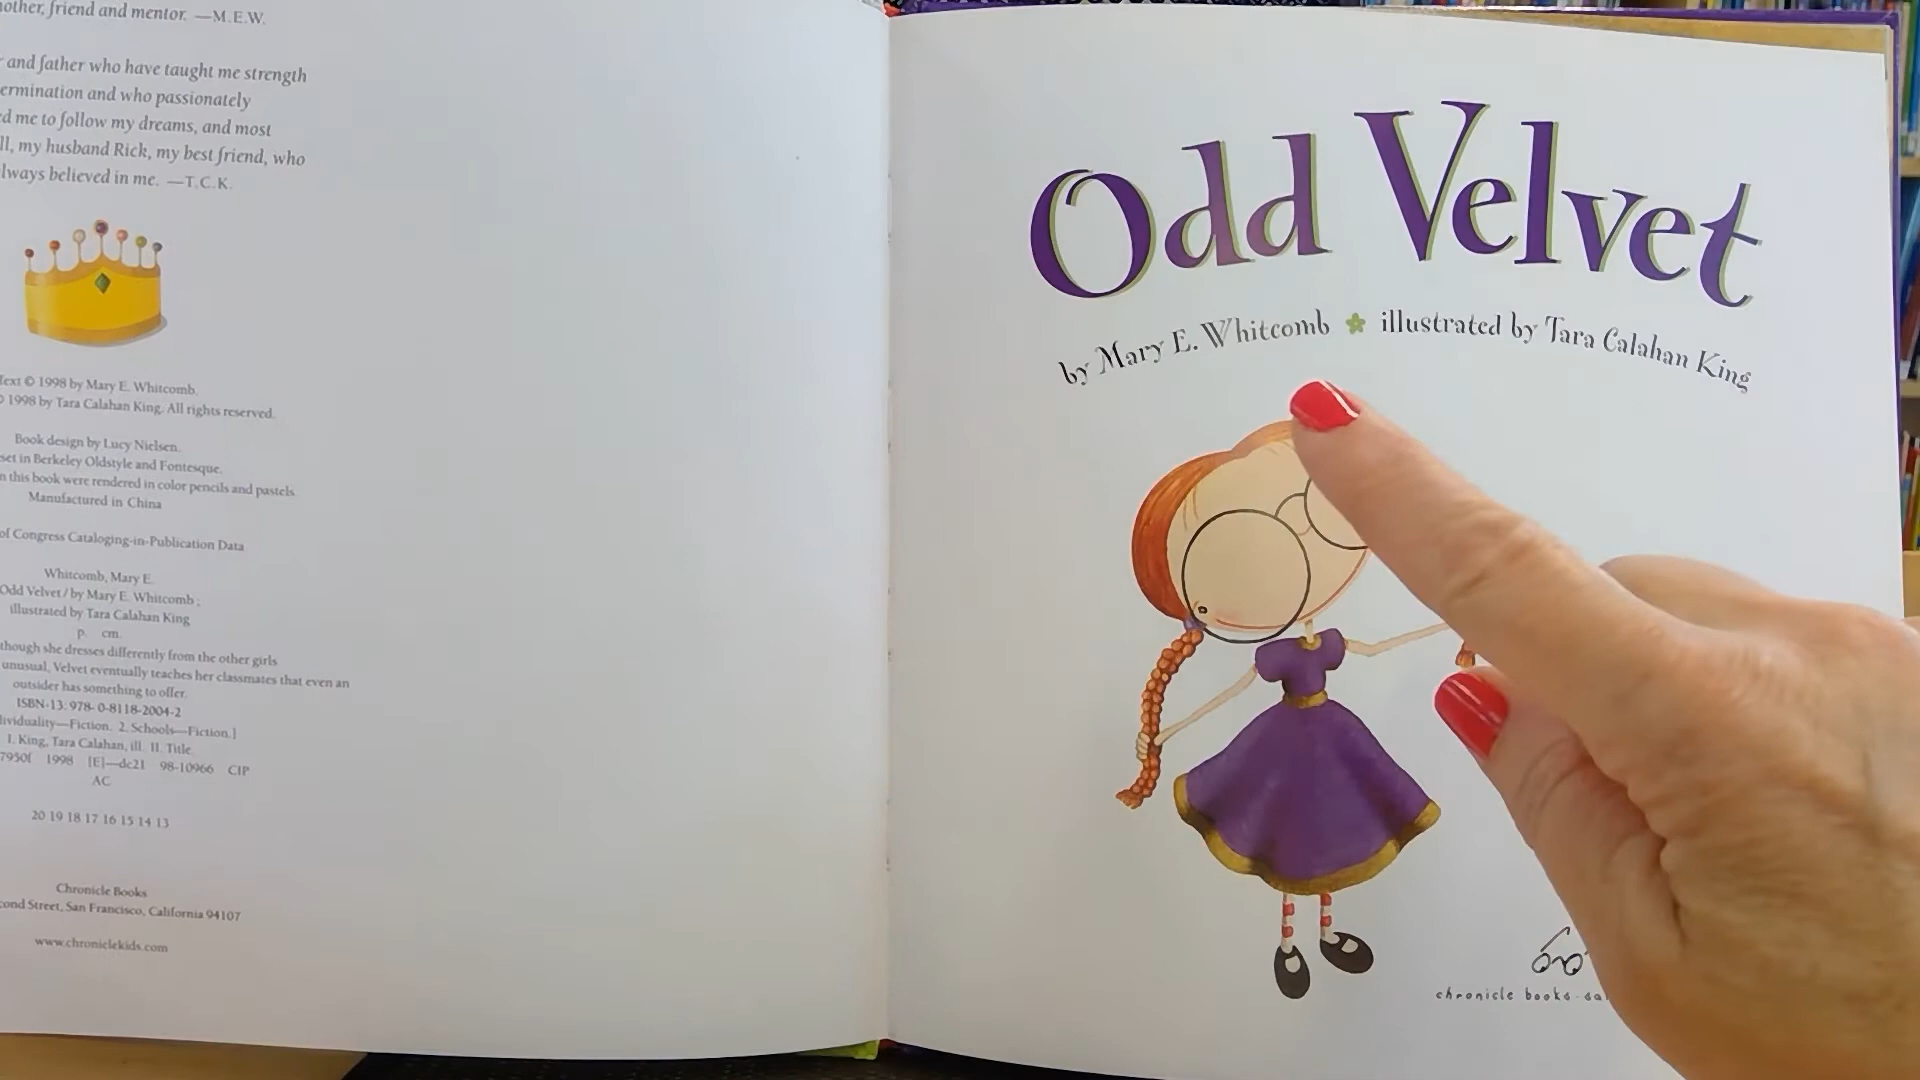 other, friend and mentor. —M.E.W.
and father who have taught me strength
ermination and who passionately
d me to follow my dreams, and most
ll, my husband Rick, my best friend, who
lways believed in me. —T.C.K.
Text © 1998 by Mary E. Whitcomb.
© 1998 by Tara Calahan King. All rights reserved.
Book design by Lucy Nielsen.
set in Berkeley Oldstyle and Fontesque.
n this book were rendered in color pencils and pastels.
Manufactured in China
of Congress Cataloging-in-Publication Data
Whitcomb, Mary E.
Odd Velvet / by Mary E. Whitcomb ;
illustrated by Tara Calahan King
p. cm.
though she dresses differently from the other girls
unusual, Velvet eventually teaches her classmates that even an
outsider has something to offer.
ISBN-13: 978-0-8118-2004-2
ividuality—Fiction. 2. Schools—Fiction.]
I. King, Tara Calahan, ill. II. Title.
7950f 1998 [E]—dc21 98-10966 CIP
AC
20 19 18 17 16 15 14 13
Chronicle Books
cond Street, San Francisco, California 94107
www.chroniclekids.com
Odd Velvet
by Mary E. Whitcomb illustrated by Tara Calahan King
chronicle books · sa